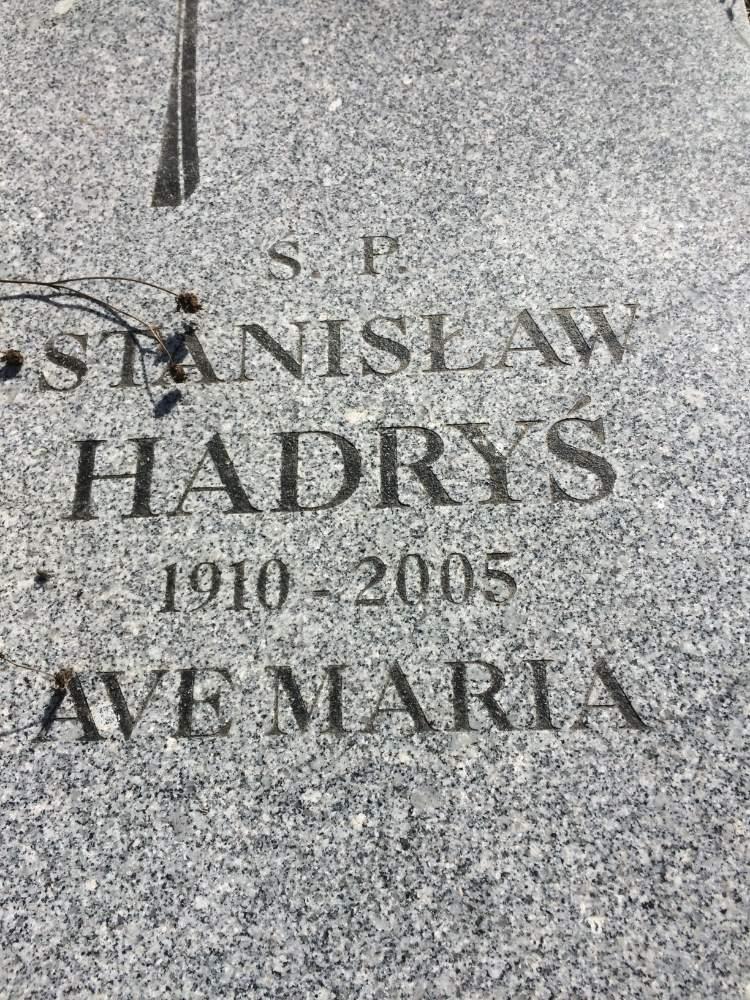 Ś. P.
STANISŁAW
HADRYŚ
1910 - 2005
AVE MARIA